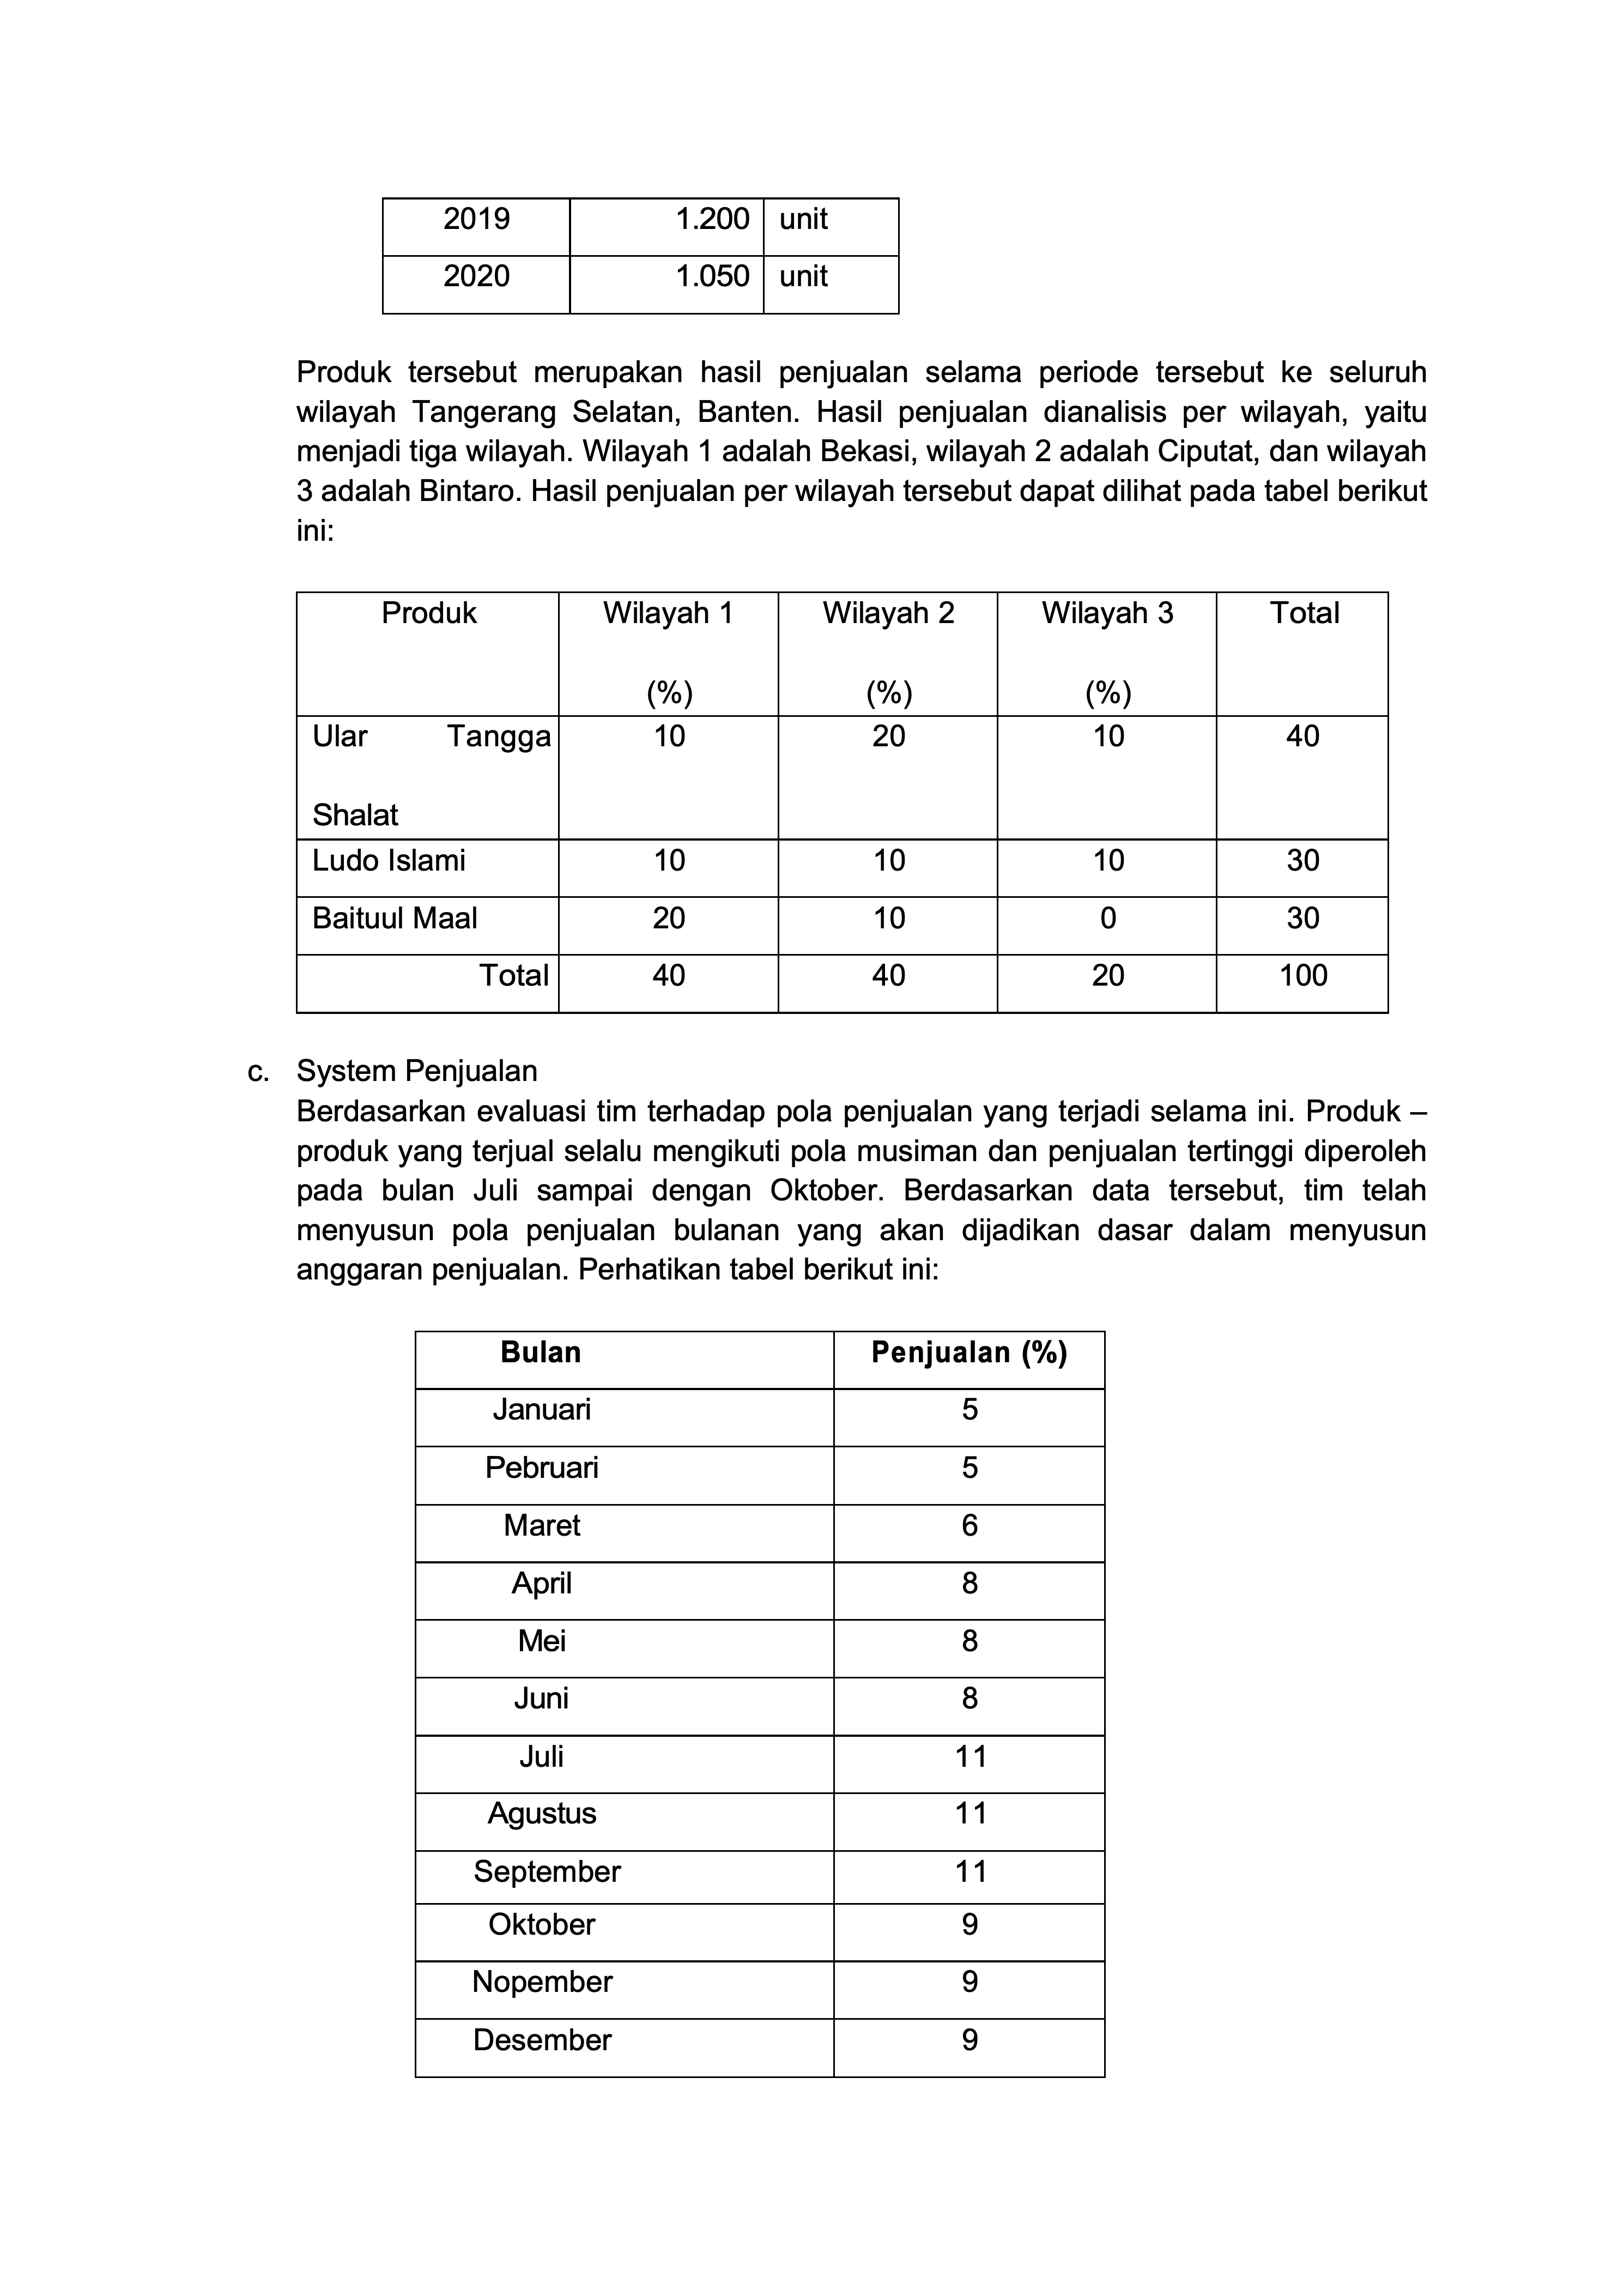 2019 1.200 unit
2020 1.050 unit
Produk tersebut merupakan hasil penjualan selama periode tersebut ke seluruh
wilayah Tangerang Selatan, Banten. Hasil penjualan dianalisis per wilayah, yaitu
menjadi tiga wilayah. Wilayah 1 adalah Bekasi, wilayah 2 adalah Ciputat, dan wilayah
3 adalah Bintaro. Hasil penjualan per wilayah tersebut dapat dilihat pada tabel berikut
ini:
Produk Wilayah 1 Wilayah 2 Wilayah 3 Total
(%) (%) (%)
Ular Tangga 10 20 10 40
Shalat
Ludo Islami 10 10 10 30
Baituul Maal 20 10 0 30
Total 40 40 20 100
c. System Penjualan
Berdasarkan evaluasi tim terhadap pola penjualan yang terjadi selama ini. Produk –
produk yang terjual selalu mengikuti pola musiman dan penjualan tertinggi diperoleh
pada bulan Juli sampai dengan Oktober. Berdasarkan data tersebut, tim telah
menyusun pola penjualan bulanan yang akan dijadikan dasar dalam menyusun
anggaran penjualan. Perhatikan tabel berikut ini:
Bulan Penjualan (%)
Januari 5
Pebruari 5
Maret 6
April 8
Mei 8
Juni 8
Juli 11
Agustus 11
September 11
Oktober 9
Nopember 9
Desember 9